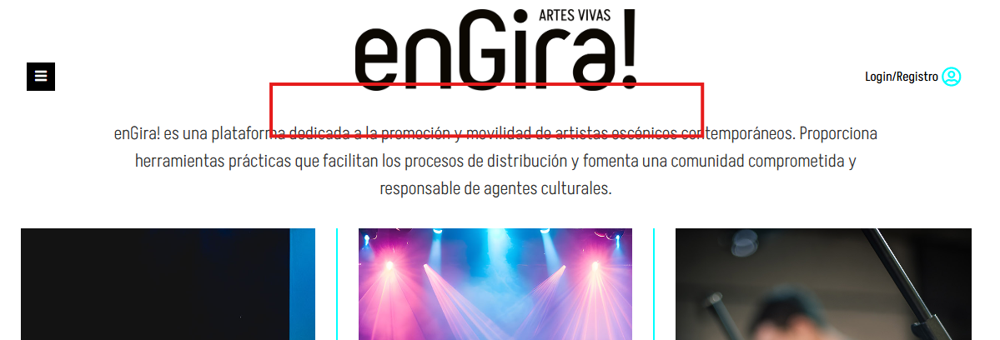 ARTES VIVAS
enGira!
Login/Registro
enGira! es una plataforma dedicada a la promoción y movilidad de artistas escénicos contemporáneos. Proporciona
herramientas prácticas que facilitan los procesos de distribución y fomenta una comunidad comprometida y
responsable de agentes culturales.